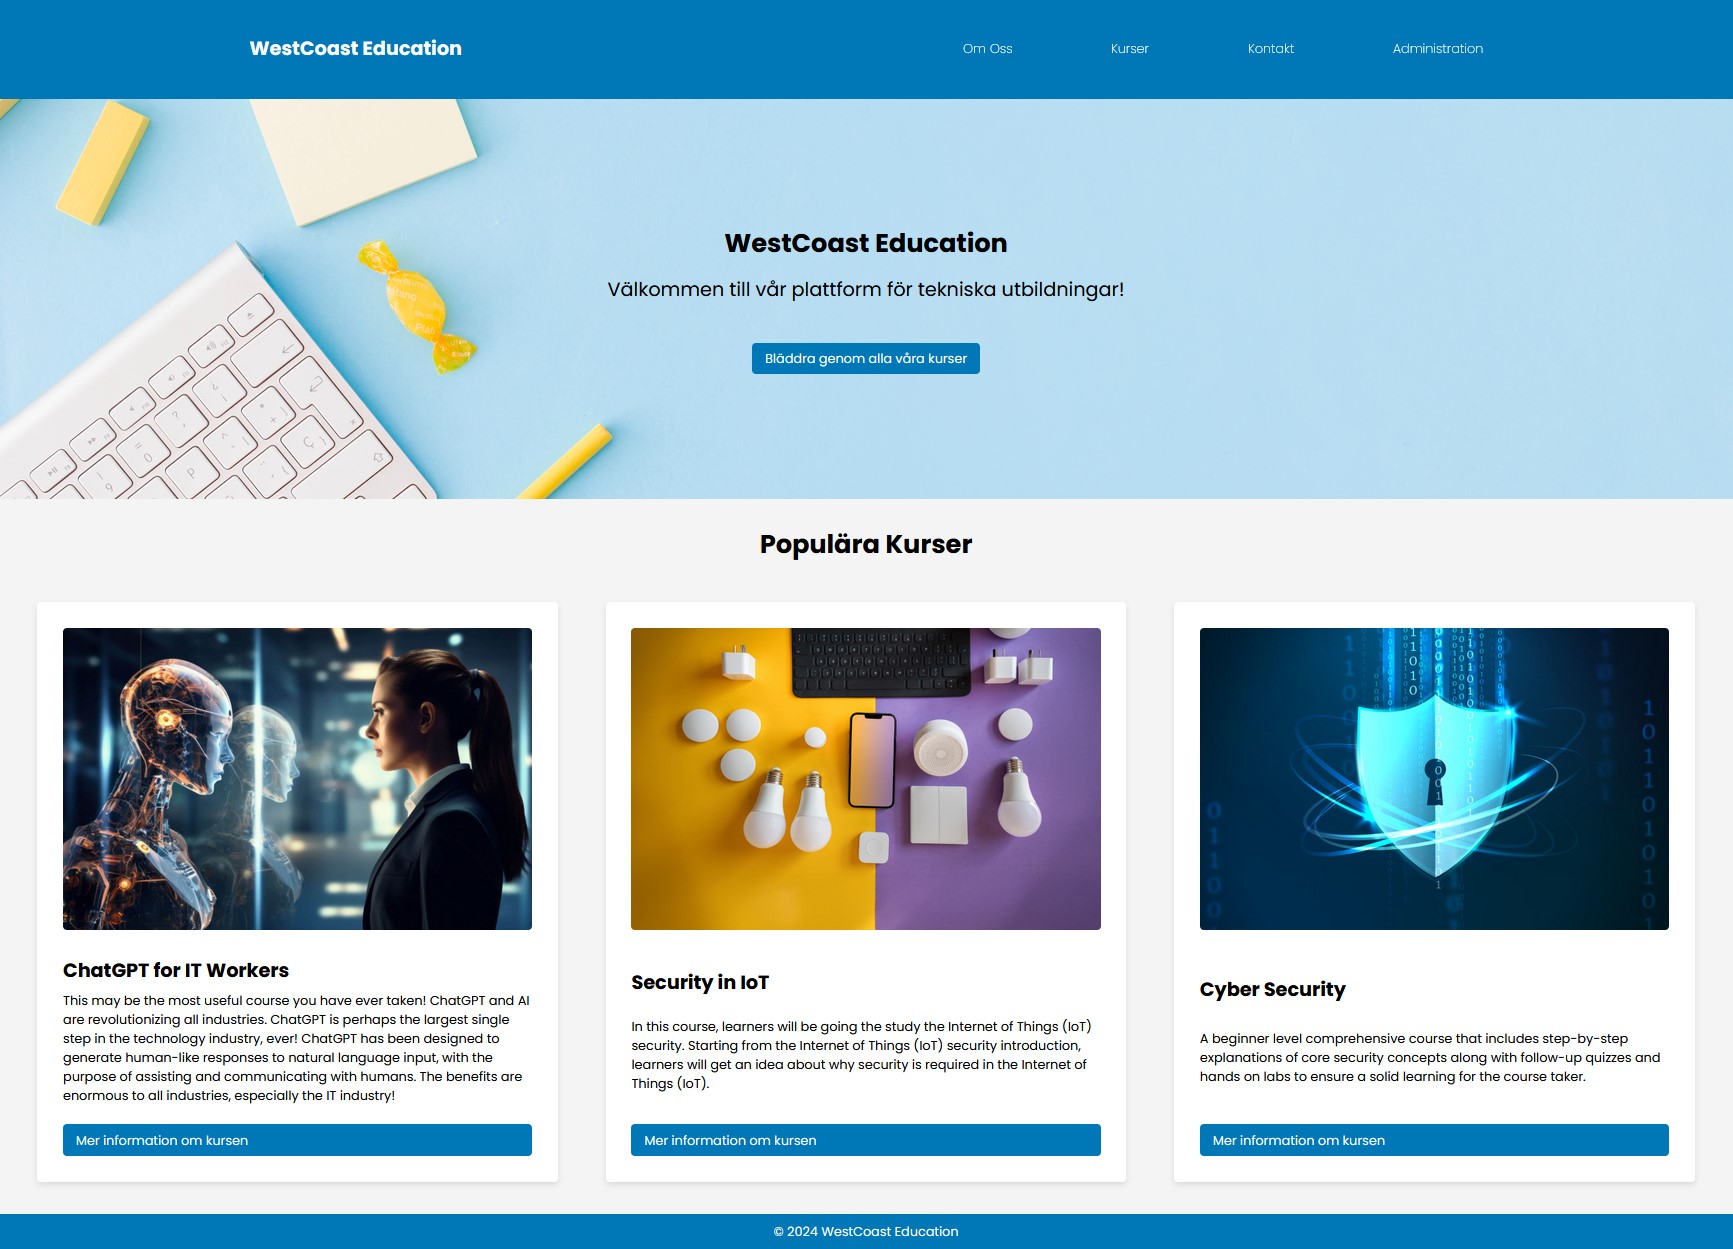 WestCoast Education
Om Oss
Kurser
Kontakt
Administration
WestCoast Education
Välkommen till vår plattform för tekniska utbildningar!
Bläddra genom alla våra kurser
Populära Kurser
ChatGPT for IT Workers
This may be the most useful course you have ever taken! ChatGPT and AI
are revolutionizing all industries. ChatGPT is perhaps the largest single
step in the technology industry, ever! ChatGPT has been designed to
generate human-like responses to natural language input, with the
purpose of assisting and communicating with humans. The benefits are
enormous to all industries, especially the IT industry!
Mer information om kursen
Security in IoT
In this course, learners will be going the study the Internet of Things (IoT)
security. Starting from the Internet of Things (IoT) security introduction,
learners will get an idea about why security is required in the Internet of
Things (IoT).
Mer information om kursen
Cyber Security
A beginner level comprehensive course that includes step-by-step
explanations of core security concepts along with follow-up quizzes and
hands on labs to ensure a solid learning for the course taker.
Mer information om kursen
© 2024 WestCoast Education